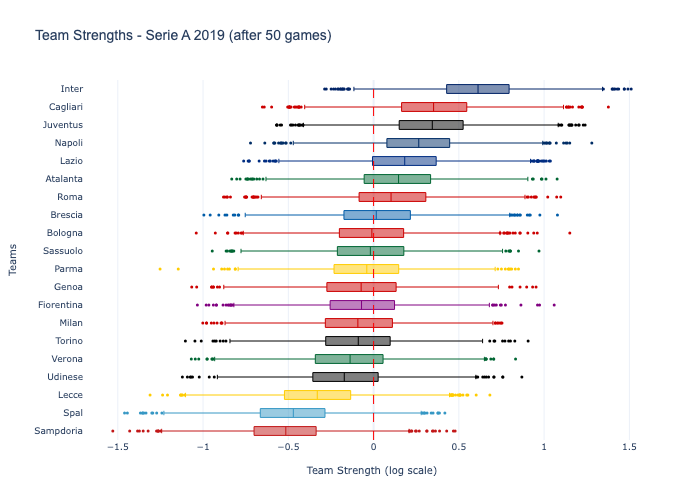 Team Strengths - Serie A 2019 (after 50 games)
Inter
Cagliari
Juventus
Napoli
Lazio
Atalanta
Roma
Brescia
Bologna
Sassuolo
Parma
Genoa
Fiorentina
Milan
Torino
Verona
Udinese
Lecce
Spal
Sampdoria
Teams
−1.5 −1 −0.5 0 0.5 1 1.5
Team Strength (log scale)